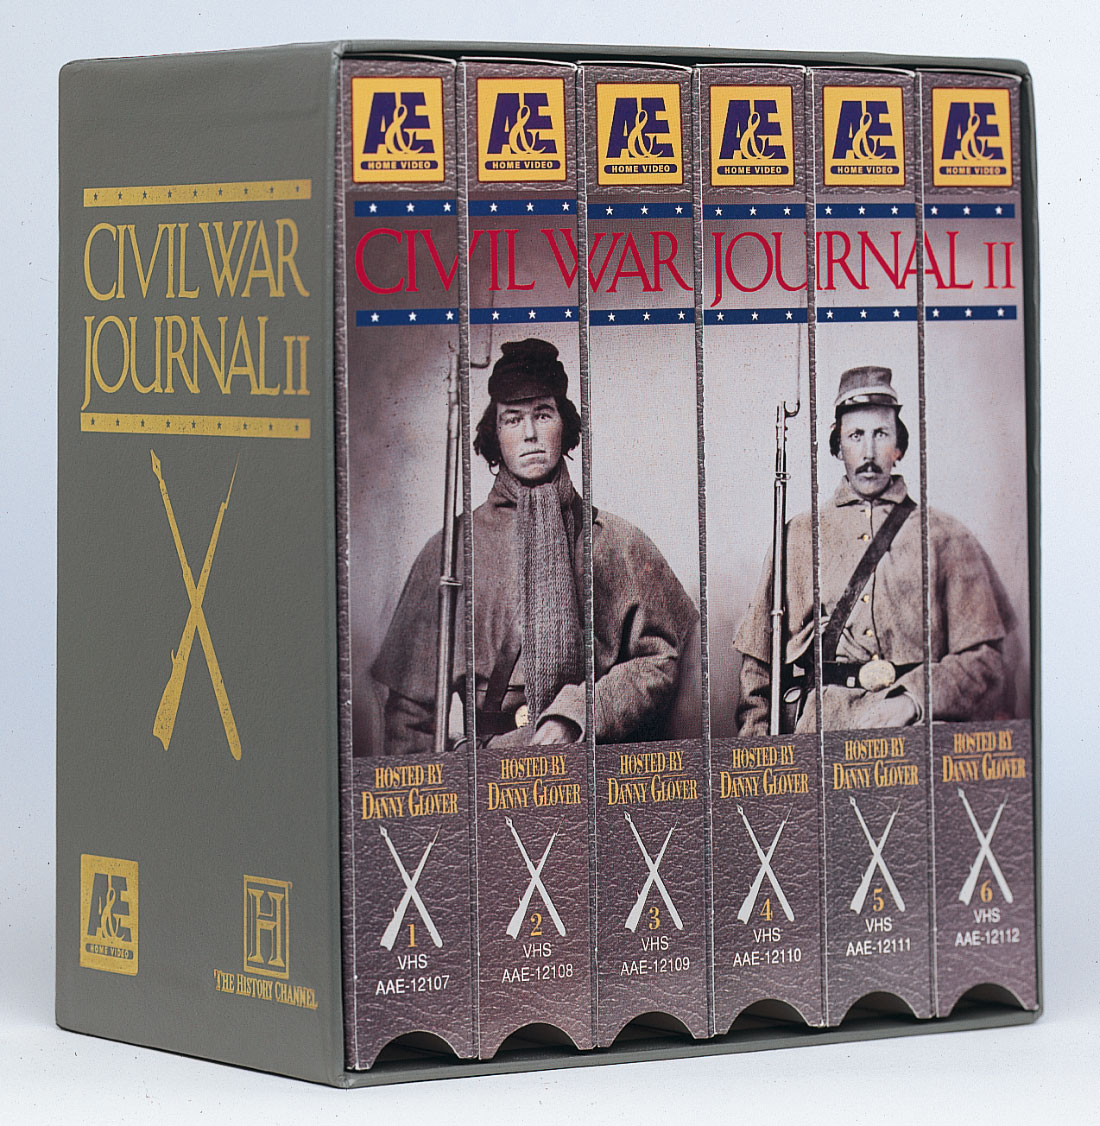 CIVIL WAR
JOURNAL II
A&E
HOME VIDEO
H
THE HISTORY CHANNEL
A&E
HOME VIDEO
A&E
HOME VIDEO
A&E
HOME VIDEO
A&E
HOME VIDEO
A&E
HOME VIDEO
A&E
HOME VIDEO
CIVIL WAR JOURNAL II
HOSTED BY
DANNY GLOVER
1
VHS
AAE-12107
HOSTED BY
DANNY GLOVER
2
VHS
AAE-12108
HOSTED BY
DANNY GLOVER
3
VHS
AAE-12109
HOSTED BY
DANNY GLOVER
4
VHS
AAE-12110
HOSTED BY
DANNY GLOVER
5
VHS
AAE-12111
HOSTED BY
DANNY GLOVER
6
VHS
AAE-12112